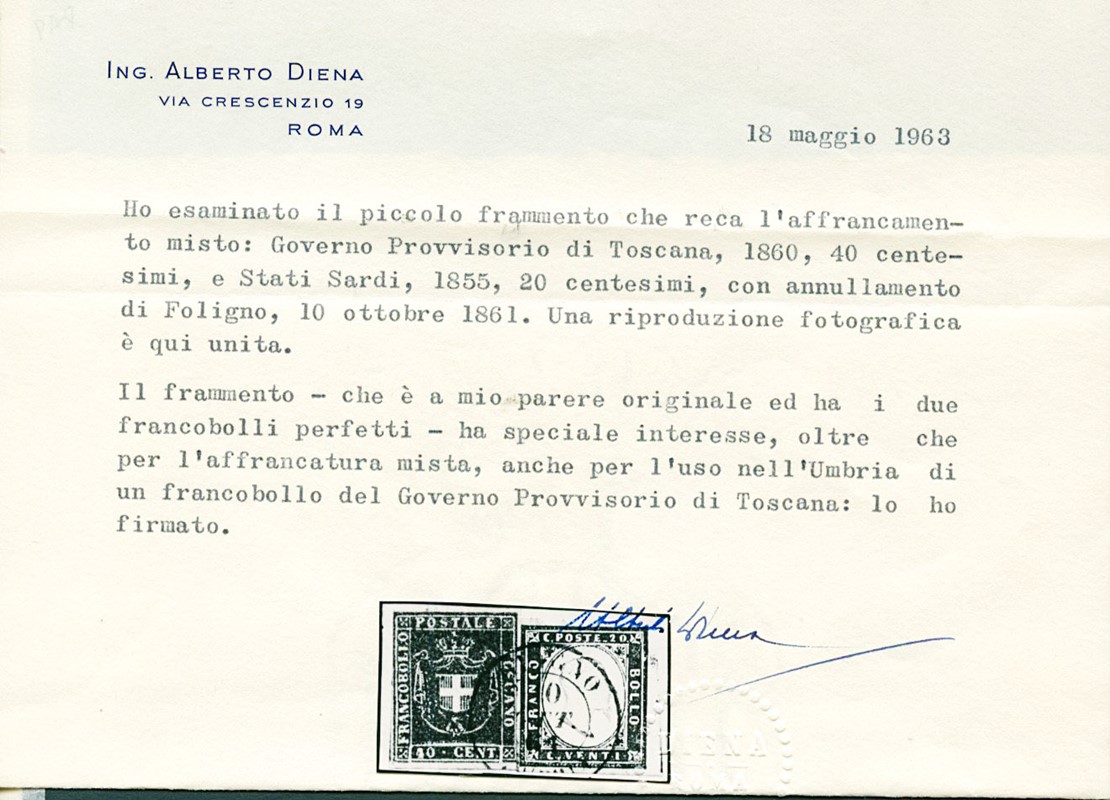 ING. ALBERTO DIENA
VIA CRESCENZIO 19
ROMA
18 maggio 1963
Ho esaminato il piccolo frammento che reca l'affrancamen-
to misto: Governo Provvisorio di Toscana, 1860, 40 cente-
simi, e Stati Sardi, 1855, 20 centesimi, con annullamento
di Foligno, 10 ottobre 1861. Una riproduzione fotografica
è qui unita.
Il frammento - che è a mio parere originale ed ha i due
francobolli perfetti - ha speciale interesse, oltre che
per l'affrancatura mista, anche per l'uso nell'Umbria di
un francobollo del Governo Provvisorio di Toscana: lo ho
firmato.
Alberto Diena
FRANCOBOLLO
POSTALE
TOSCANO
40 CENT
C. POSTE. 20
FRANCO
BOLLO
C. VENTI